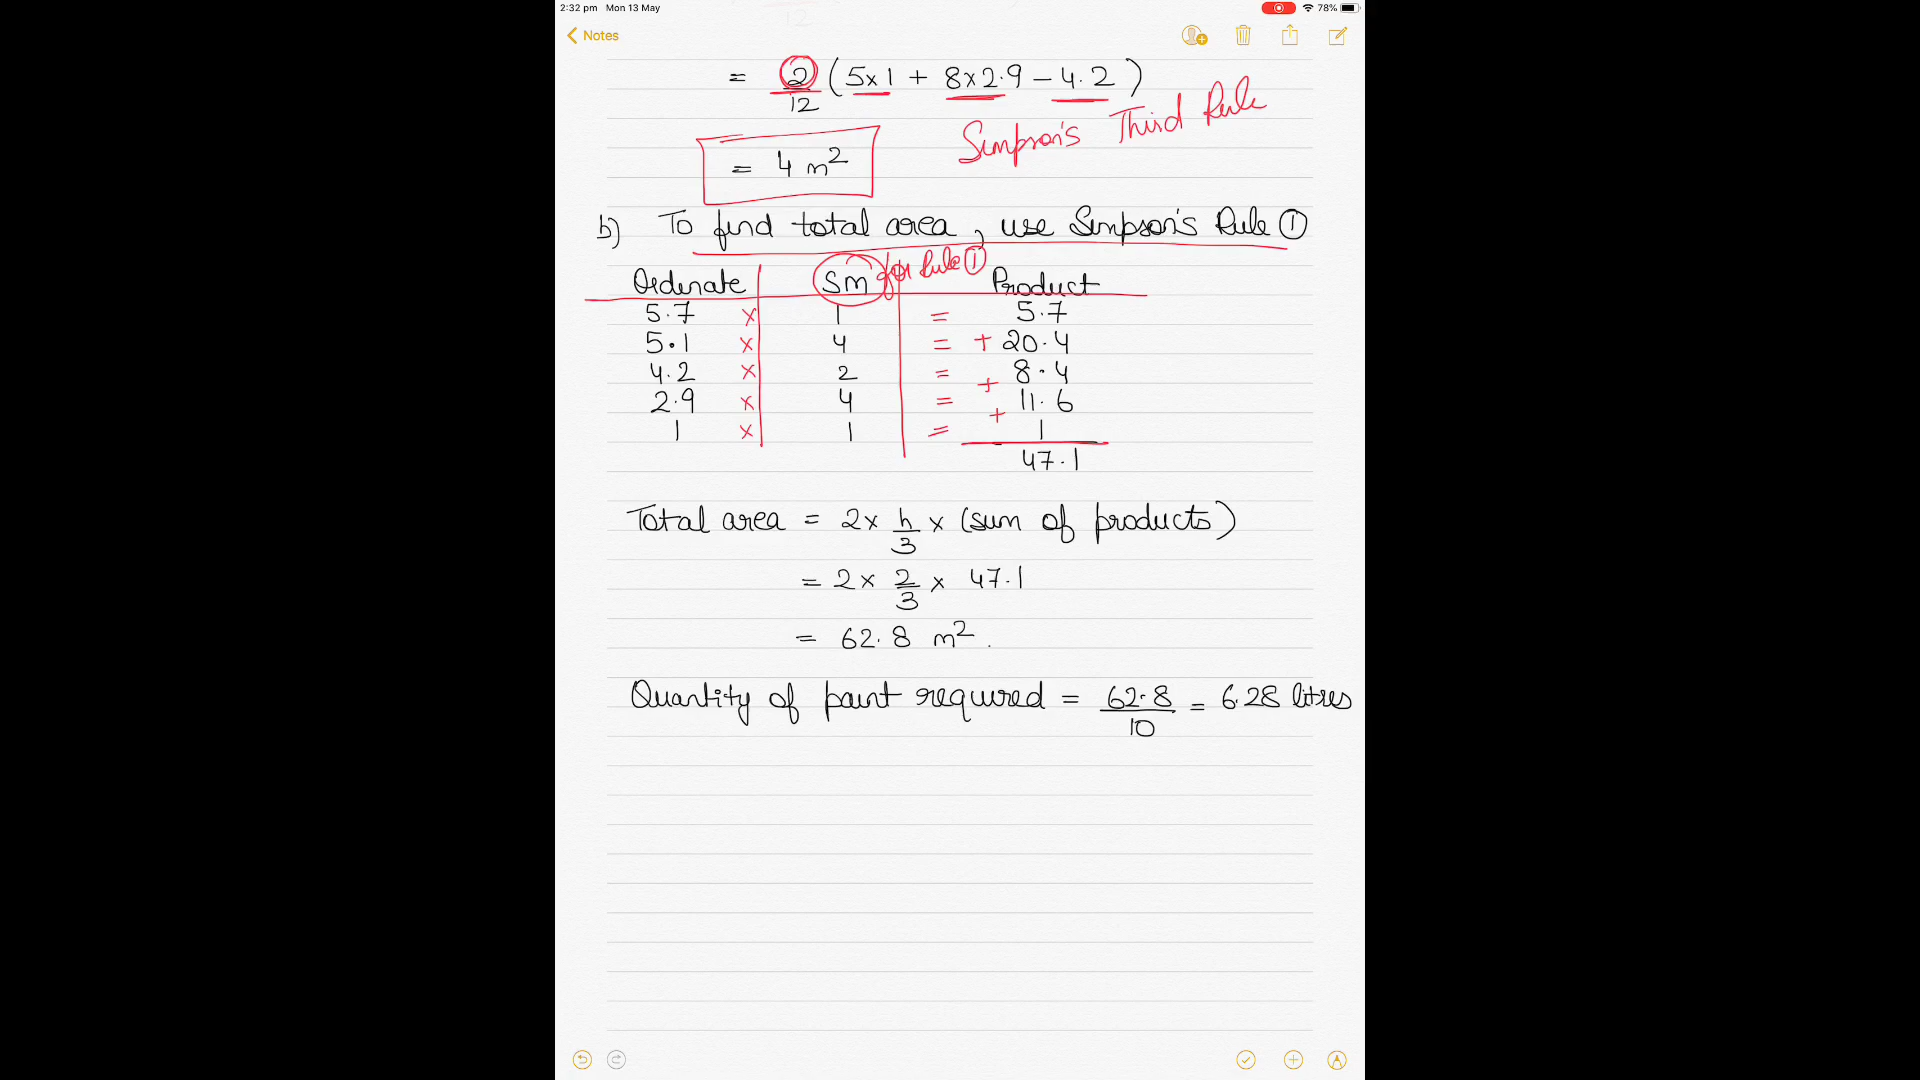 2:32 pm Mon 13 May 78%
Notes
= 2/12 (5x1 + 8x2.9 - 4.2)
Simpson's Third Rule
= 4 m²
b) To find total area, use Simpson's Rule ①
Ordinate SM for Rule ① Product
5.7 x 1 = 5.7
5.1 x 4 = + 20.4
4.2 x 2 = 8.4
2.9 x 4 = + 11.6
1 x 1 = + 1
47.1
Total area = 2 x h/3 x (sum of products)
= 2 x 2/3 x 47.1
= 62.8 m².
Quantity of paint required = 62.8/10 = 6.28 litres